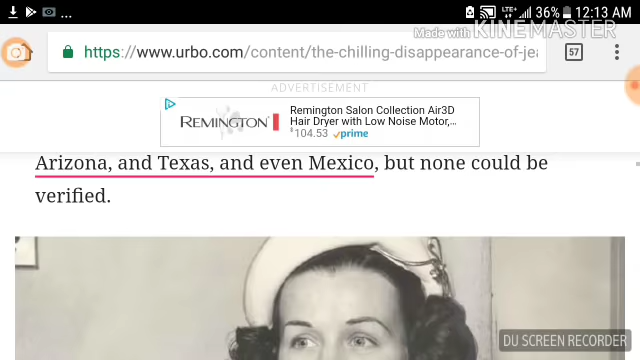 ... 36% 12:13 AM
Made with KINEMASTER
https://www.urbo.com/content/the-chilling-disappearance-of-jea
57
ADVERTISEMENT
REMINGTON
Remington Salon Collection Air3D
Hair Dryer with Low Noise Motor,...
$104.53 prime
Arizona, and Texas, and even Mexico, but none could be
verified.
DU SCREEN RECORDER